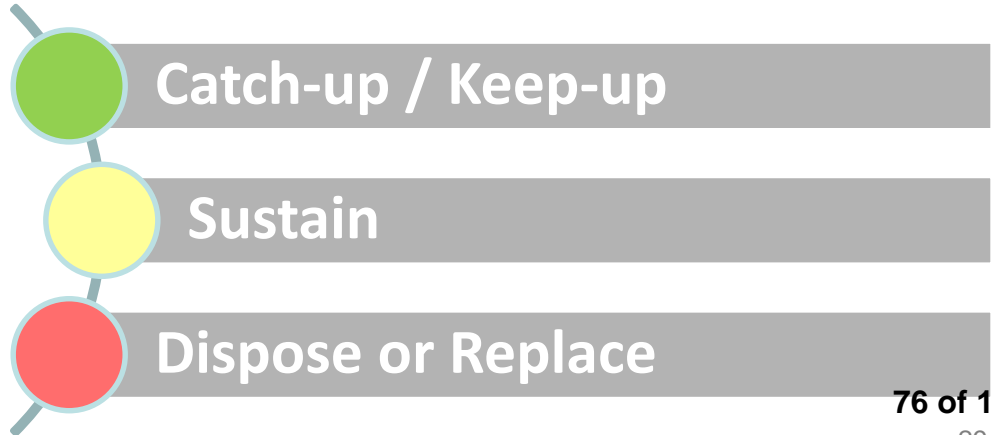 Catch-up / Keep-up
Sustain
Dispose or Replace
76 of 1